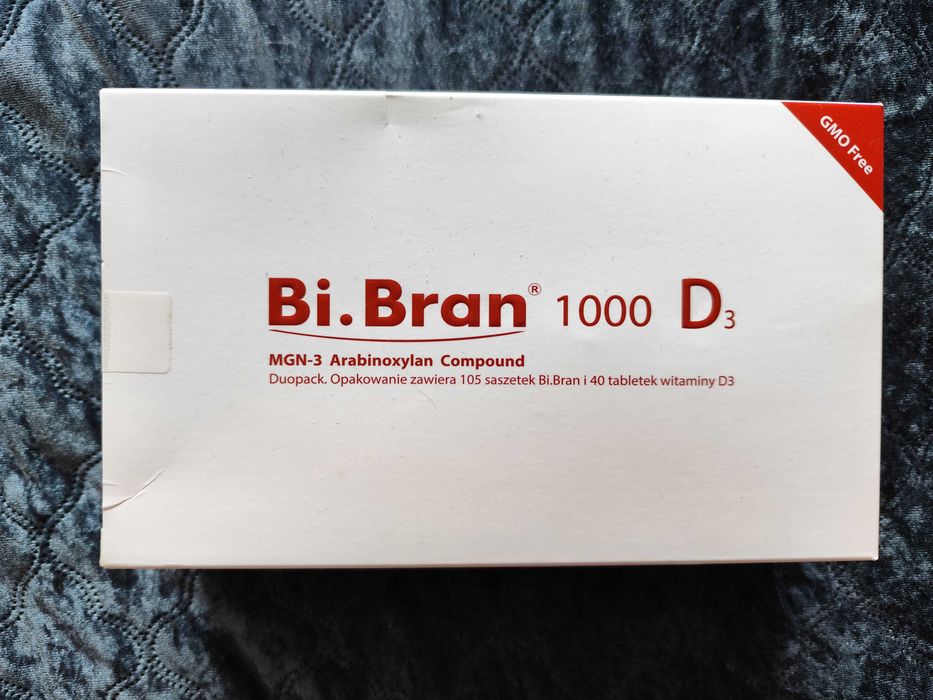 GMO Free
Bi.Bran® 1000 D3
MGN-3 Arabinoxylan Compound
Duopack. Opakowanie zawiera 105 saszetek Bi.Bran i 40 tabletek witaminy D3